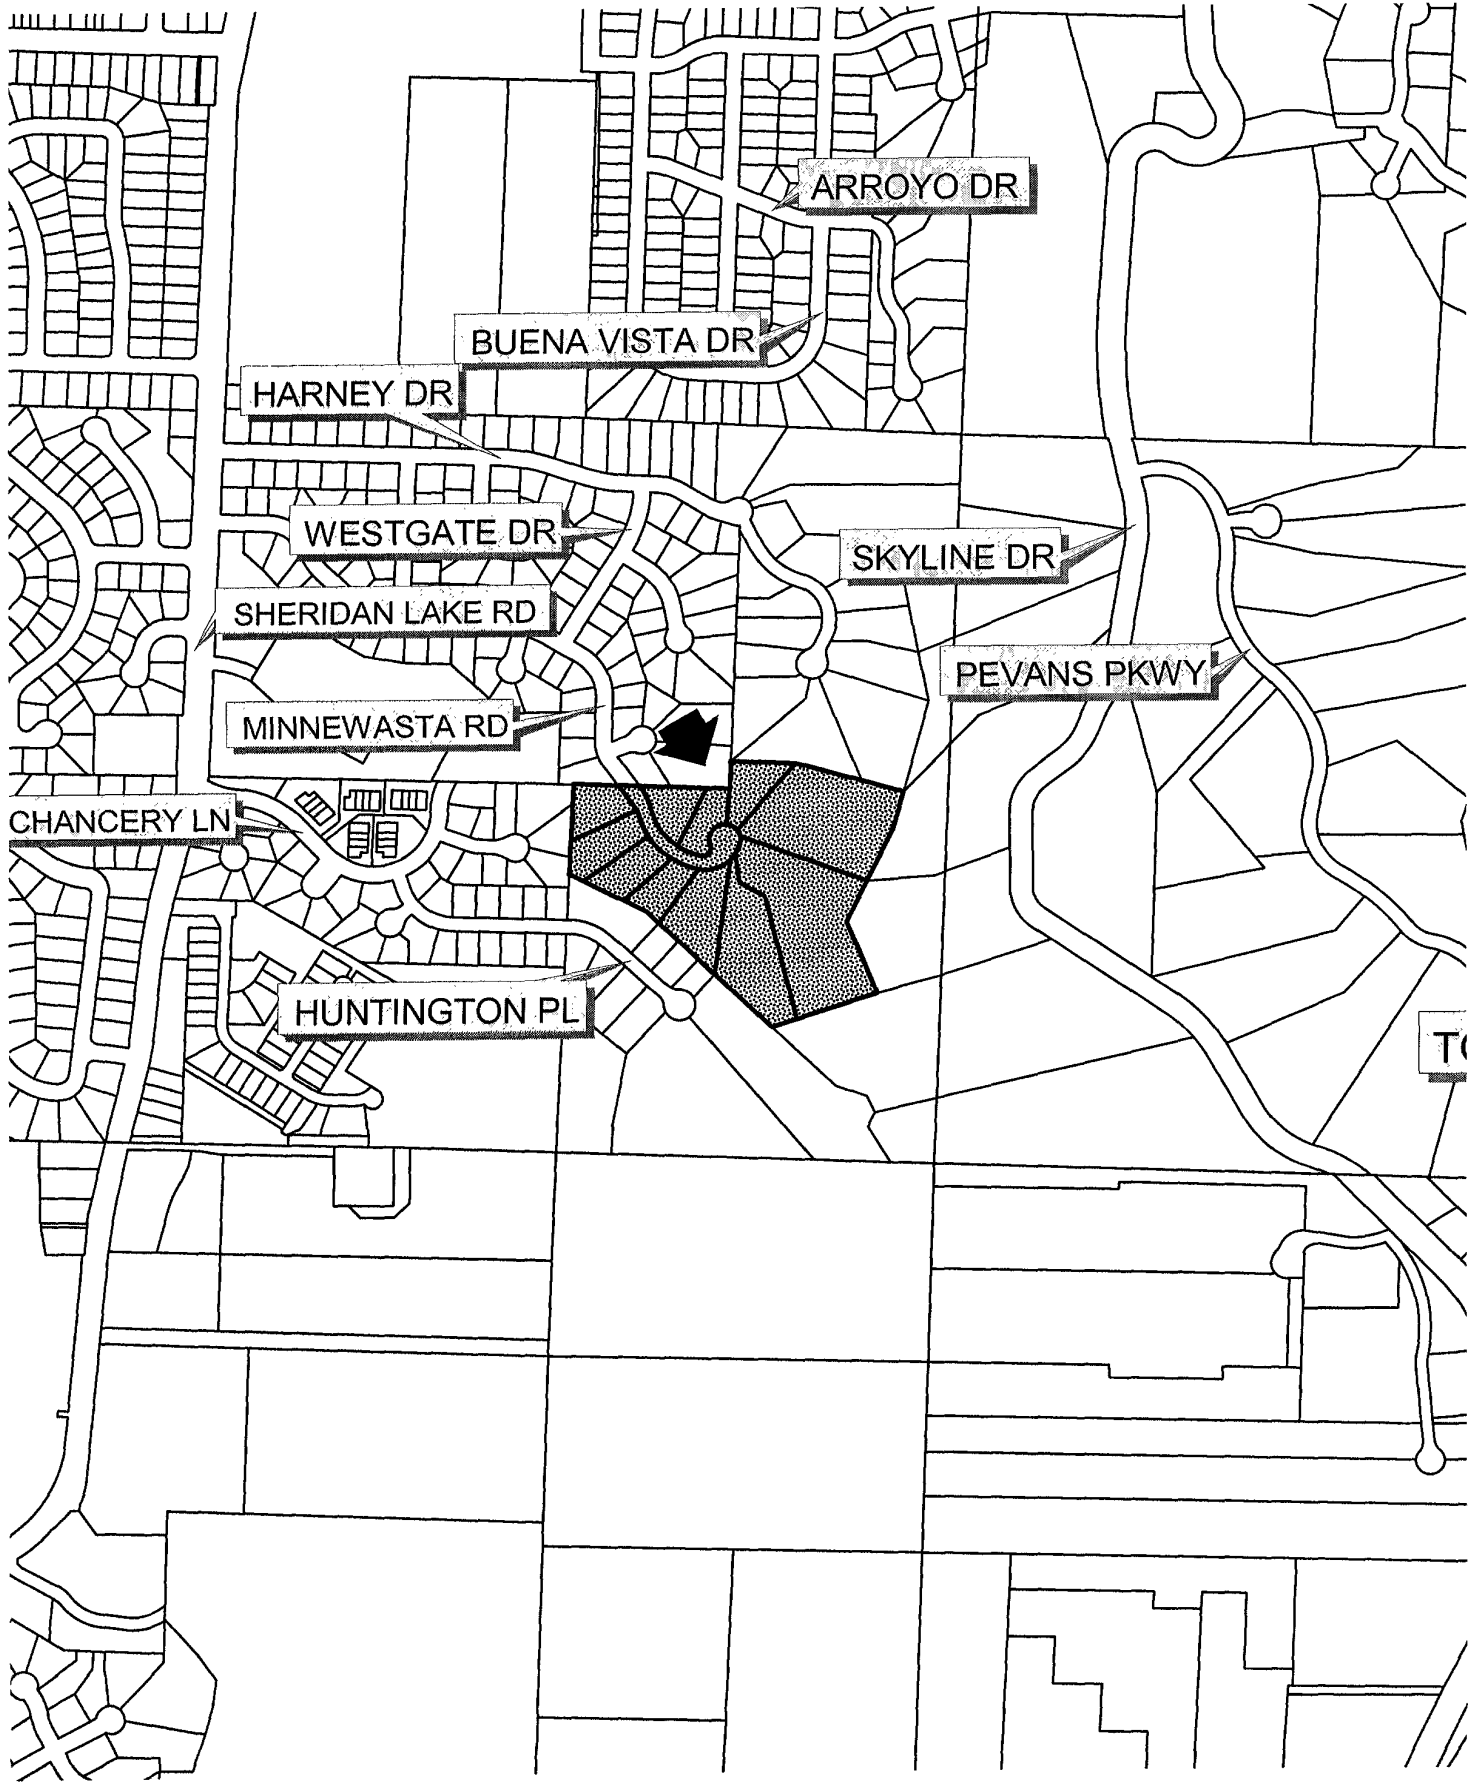 ARROYO DR
BUENA VISTA DR
HARNEY DR
WESTGATE DR
SKYLINE DR
SHERIDAN LAKE RD
PEVANS PKWY
MINNEWASTA RD
CHANCERY LN
HUNTINGTON PL